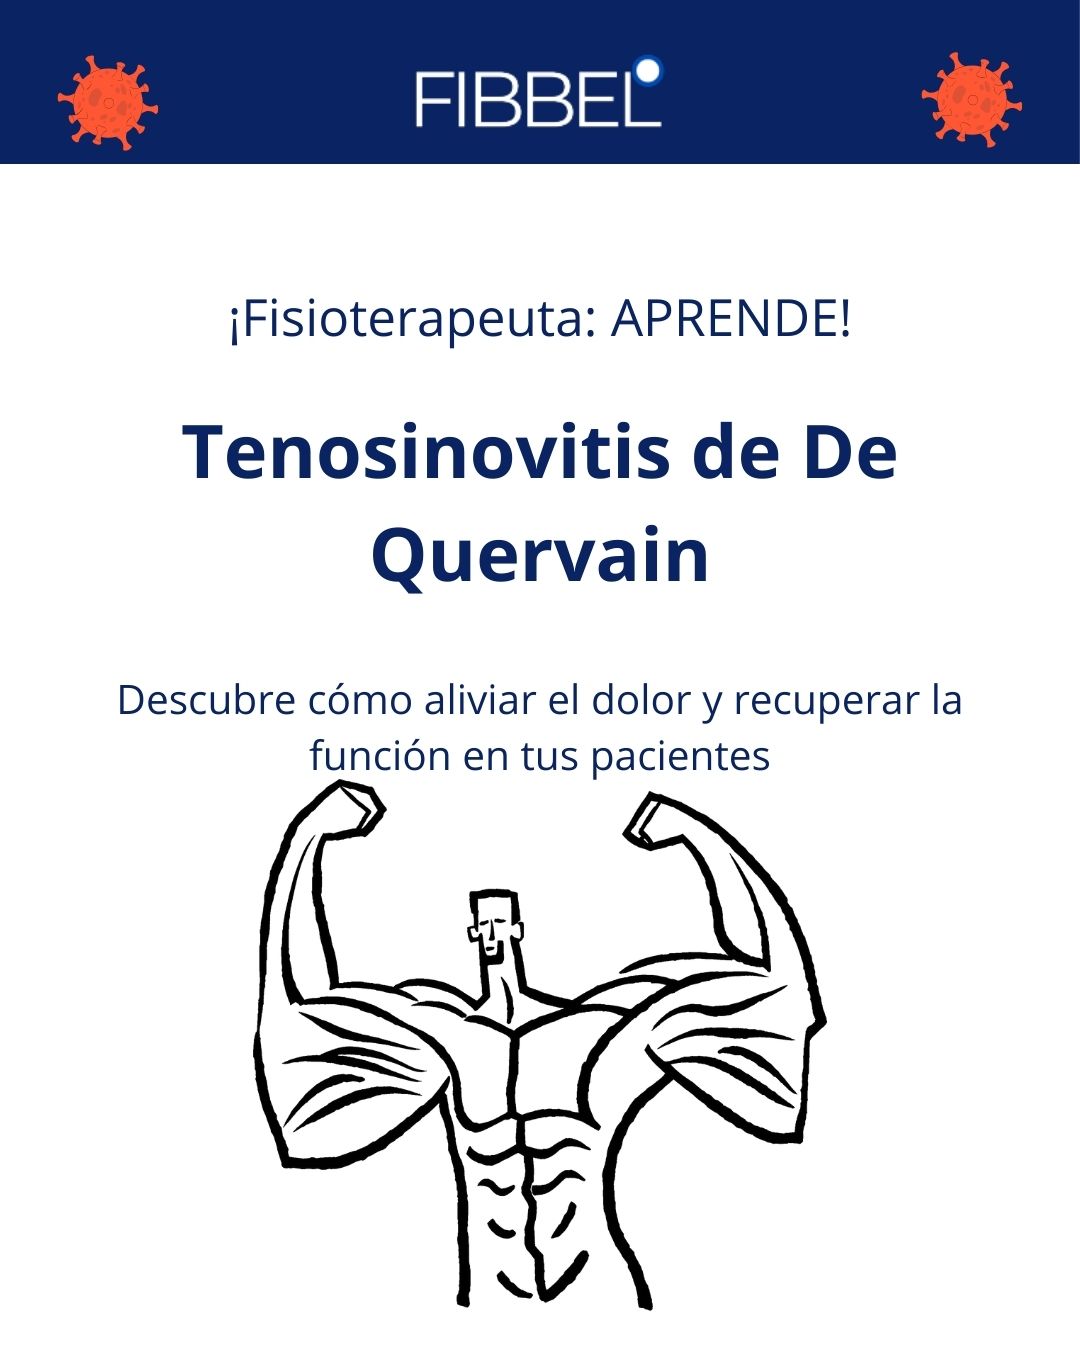 FIBBEL
¡Fisioterapeuta: APRENDE!
Tenosinovitis de De
Quervain
Descubre cómo aliviar el dolor y recuperar la
función en tus pacientes